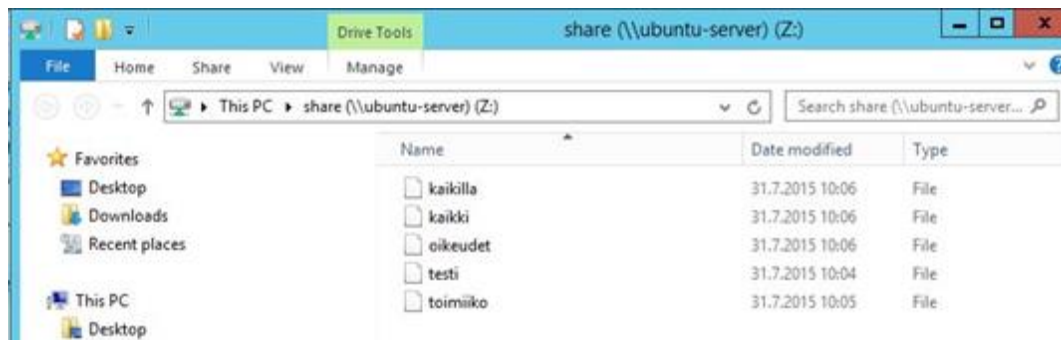 Drive Tools share (\\ubuntu-server) (Z:)
File Home Share View Manage
This PC share (\\ubuntu-server) (Z:) Search share (\\ubuntu-server...
Favorites
Desktop
Downloads
Recent places
This PC
Desktop
Name Date modified Type
kaikilla 31.7.2015 10:06 File
kaikki 31.7.2015 10:06 File
oikeudet 31.7.2015 10:06 File
testi 31.7.2015 10:04 File
toimiiko 31.7.2015 10:05 File